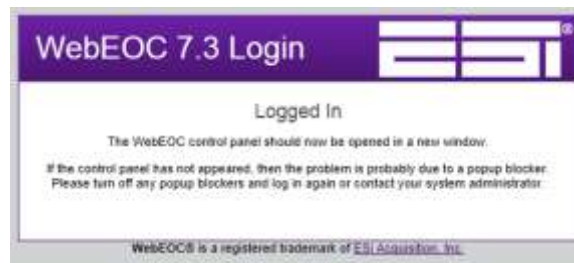 WebEOC 7.3 Login
ESi®
Logged In
The WebEOC control panel should now be opened in a new window.
If the control panel has not appeared, then the problem is probably due to a popup blocker.
Please turn off any popup blockers and log in again or contact your system administrator.
WebEOC® is a registered trademark of ESi Acquisition, Inc.